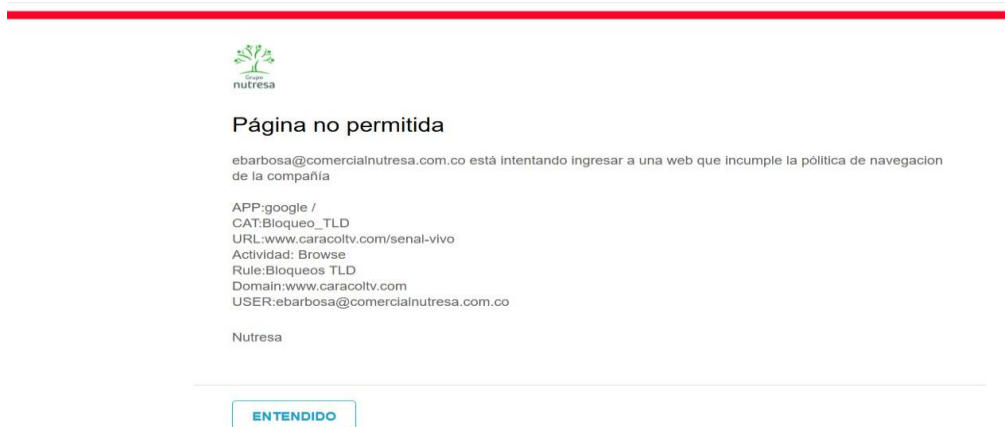 Grupo
nutresa
Página no permitida
ebarbosa@comercialnutresa.com.co está intentando ingresar a una web que incumple la pólitica de navegacion
de la compañía
APP:google /
CAT:Bloqueo_TLD
URL:www.caracoltv.com/senal-vivo
Actividad: Browse
Rule:Bloqueos TLD
Domain:www.caracoltv.com
USER:ebarbosa@comercialnutresa.com.co
Nutresa
ENTENDIDO